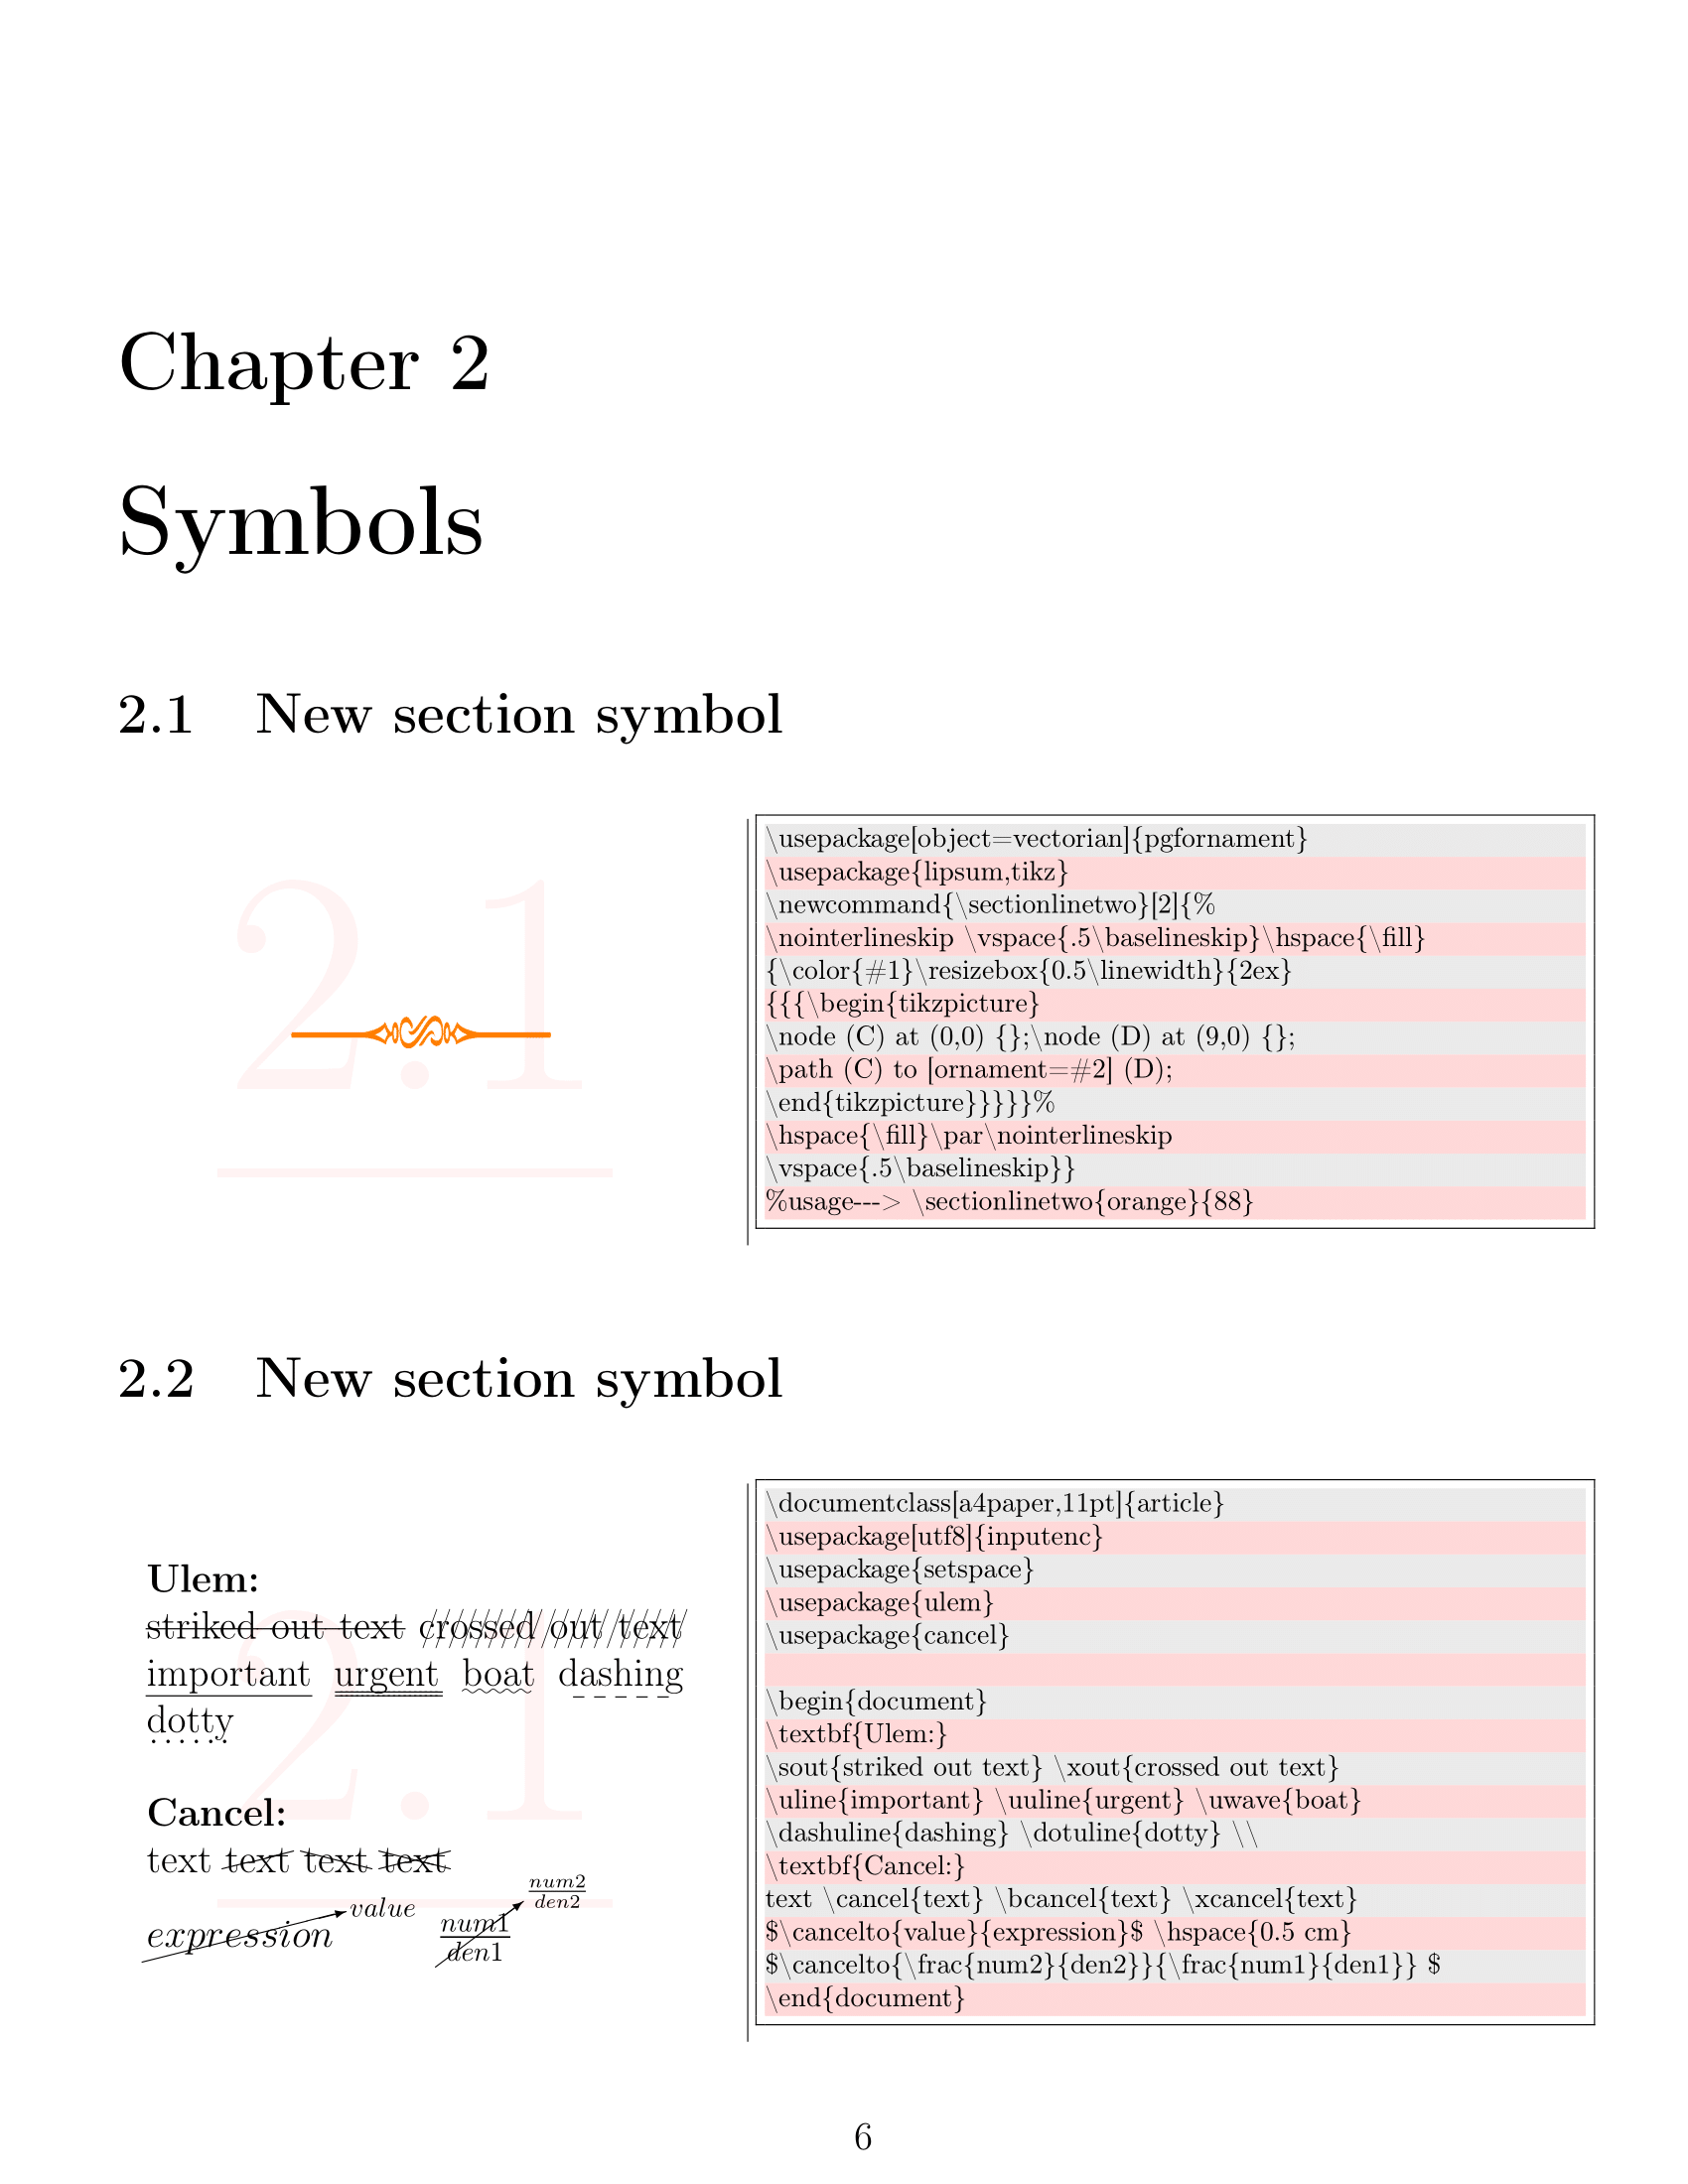 Chapter 2
Symbols
2.1 New section symbol
2.1
\usepackage[object=vectorian]{pgfornament}
\usepackage{lipsum,tikz}
\newcommand{\sectionlinetwo}[2]{%
\nointerlineskip \vspace{.5\baselineskip}\hspace{\fill}
{\color{#1}\resizebox{0.5\linewidth}{2ex}
{{{\begin{tikzpicture}
\node (C) at (0,0) {};\node (D) at (9,0) {};
\path (C) to [ornament=#2] (D);
\end{tikzpicture}}}}}%
\hspace{\fill}\par\nointerlineskip
\vspace{.5\baselineskip}}
%usage---> \sectionlinetwo{orange}{88}
2.2 New section symbol
2.1
Ulem:
striked out text crossed out text
important urgent boat dashing
dotty
Cancel:
text text text text
expression value num1/den1 num2/den2
\documentclass[a4paper,11pt]{article}
\usepackage[utf8]{inputenc}
\usepackage{setspace}
\usepackage{ulem}
\usepackage{cancel}
\begin{document}
\textbf{Ulem:}
\sout{striked out text} \xout{crossed out text}
\uline{important} \uuline{urgent} \uwave{boat}
\dashuline{dashing} \dotuline{dotty} \\
\textbf{Cancel:}
text \cancel{text} \bcancel{text} \xcancel{text}
$\cancelto{value}{expression}$ \hspace{0.5 cm}
$\cancelto{\frac{num2}{den2}}{\frac{num1}{den1}} $
\end{document}
6